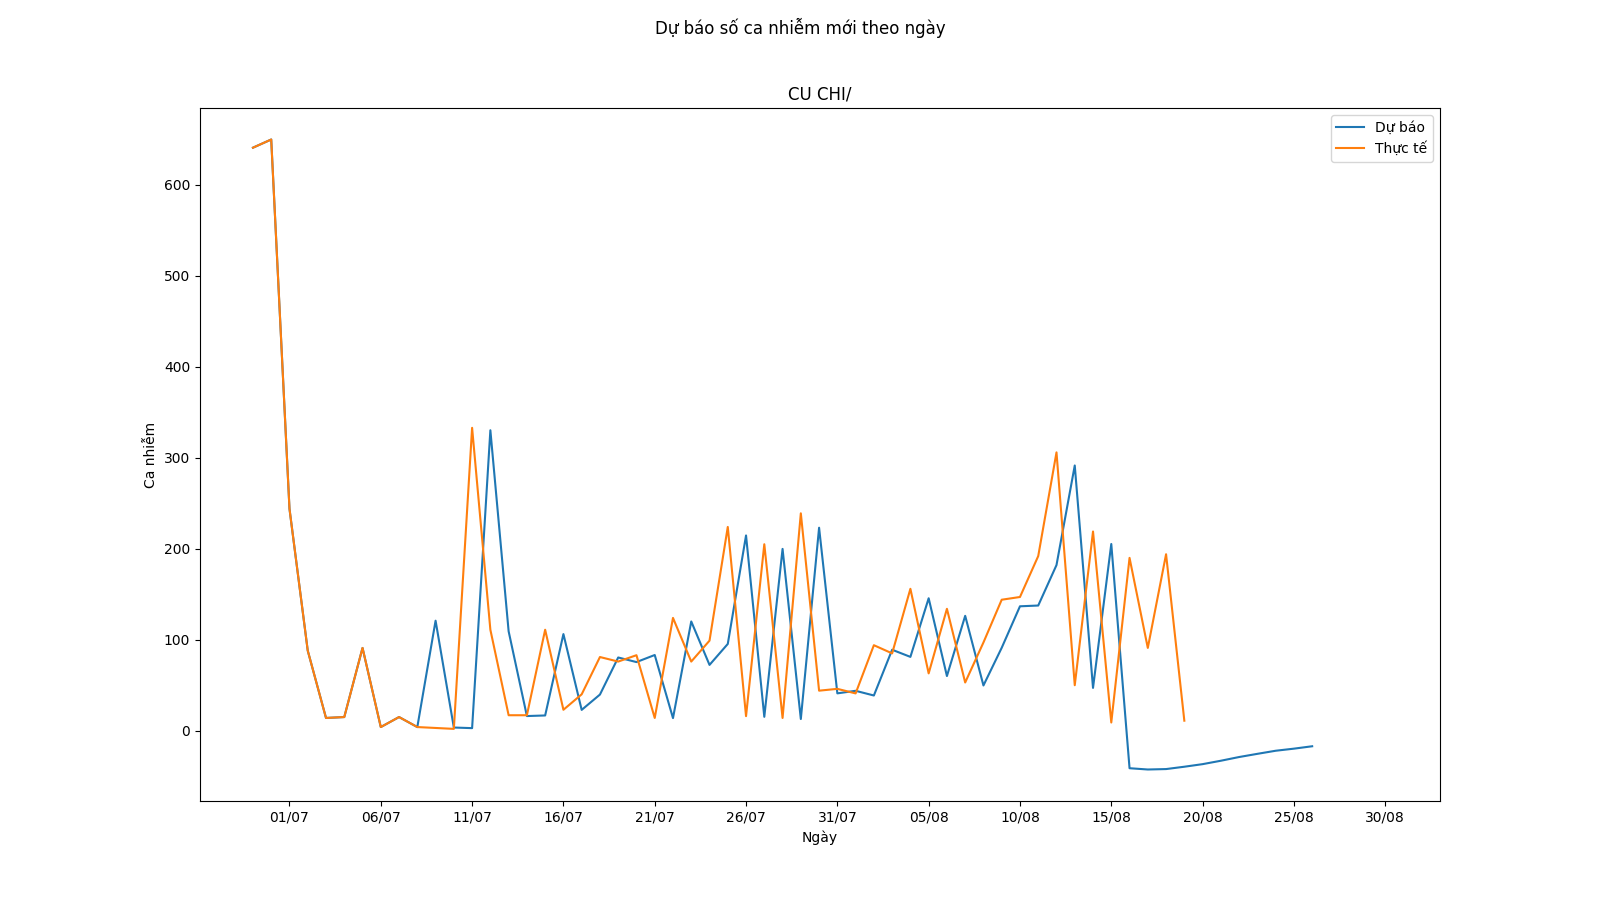 Dự báo số ca nhiễm mới theo ngày
CU CHI/
Dự báo
Thực tế
600
500
400
300
200
100
0
Ca nhiễm
01/07 06/07 11/07 16/07 21/07 26/07 31/07 05/08 10/08 15/08 20/08 25/08 30/08
Ngày